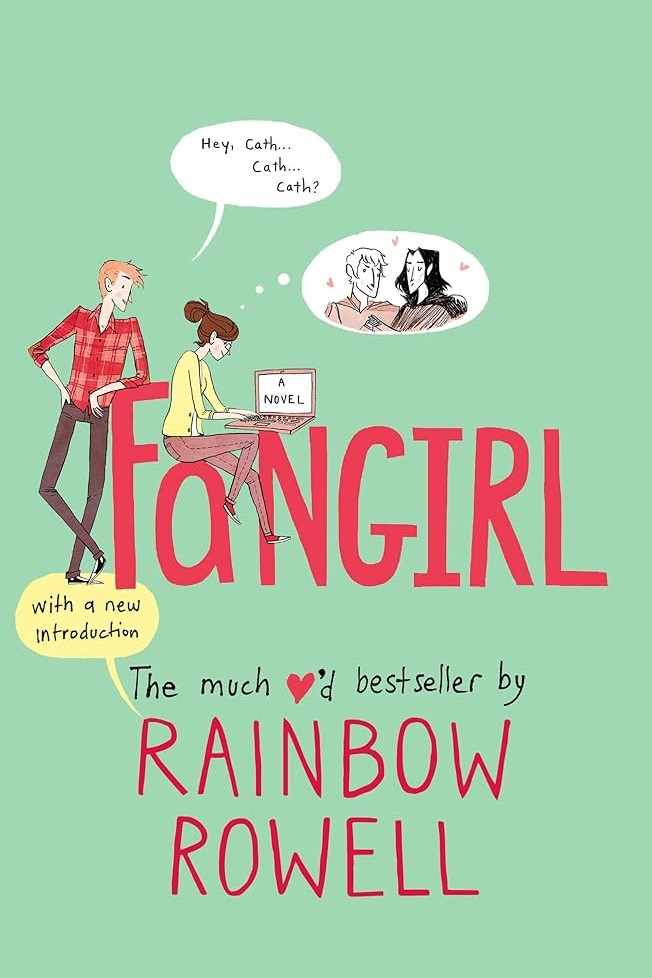 Hey, Cath...
Cath...
Cath?
A
NOVEL
FaNGIRL
with a new
Introduction
The much ♥'d bestseller by
RAINBOW
ROWELL